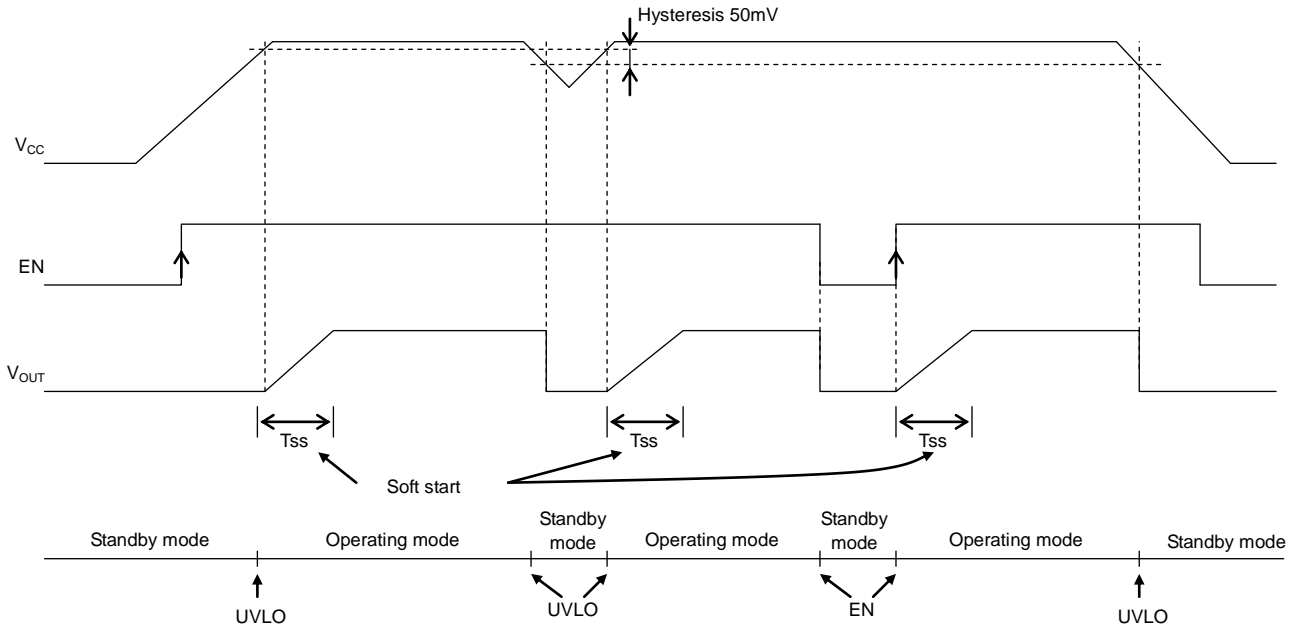 Hysteresis 50mV
VCC
EN
VOUT
Tss
Tss
Tss
Soft start
Standby mode
Operating mode
Standby
mode
Operating mode
Standby
mode
Operating mode
Standby mode
UVLO
UVLO
EN
UVLO